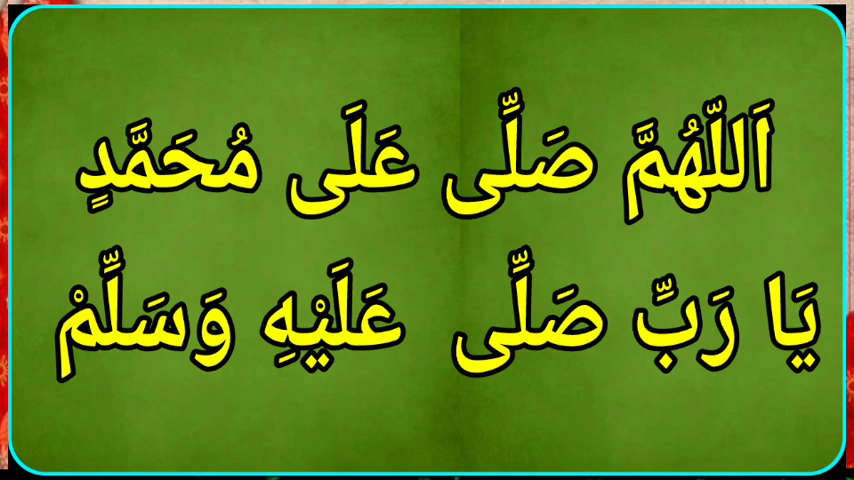 اَللّٰهُمَّ صَلِّى عَلَى مُحَمَّدٍ
يَا رَبِّ صَلِّى عَلَيْهِ وَسَلِّمْ